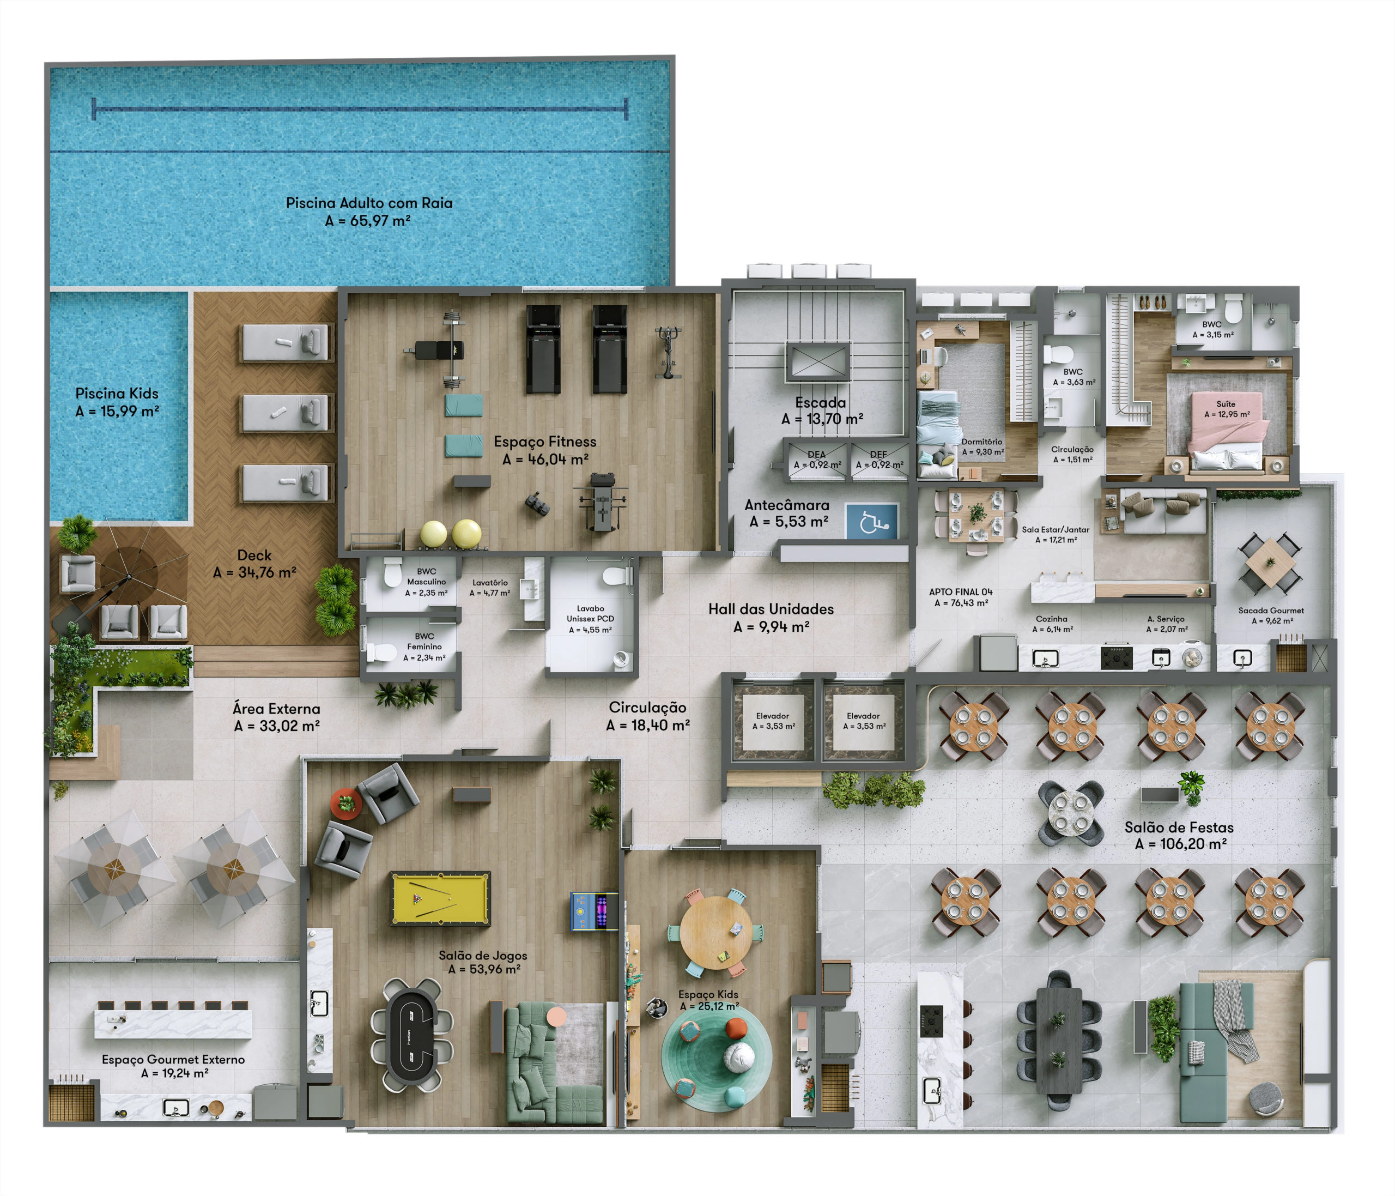 Piscina Adulto com Raia
A = 65,97 m²
Piscina Kids
A = 15,99 m²
Deck
A = 34,76 m²
Espaço Fitness
A = 46,04 m²
Escada
A = 13,70 m²
DEA
A = 0,92 m²
DEF
A = 0,92 m²
Antecâmara
A = 5,53 m²
Dormitório
A = 9,30 m²
BWC
A = 3,63 m²
Circulação
A = 1,51 m²
BWC
A = 3,15 m²
Suíte
A = 12,95 m²
Sala Estar/Jantar
A = 17,21 m²
APTO FINAL 04
A = 76,43 m²
Cozinha
A = 6,14 m²
A. Serviço
A = 2,07 m²
Sacada Gourmet
A = 9,62 m²
BWC
Masculino
A = 2,35 m²
BWC
Feminino
A = 2,34 m²
Lavatório
A = 4,77 m²
Lavabo
Unissex PCD
A = 4,55 m²
Hall das Unidades
A = 9,94 m²
Circulação
A = 18,40 m²
Elevador
A = 3,53 m²
Elevador
A = 3,53 m²
Área Externa
A = 33,02 m²
Salão de Festas
A = 106,20 m²
Salão de Jogos
A = 53,96 m²
Espaço Kids
A = 25,12 m²
Espaço Gourmet Externo
A = 19,24 m²